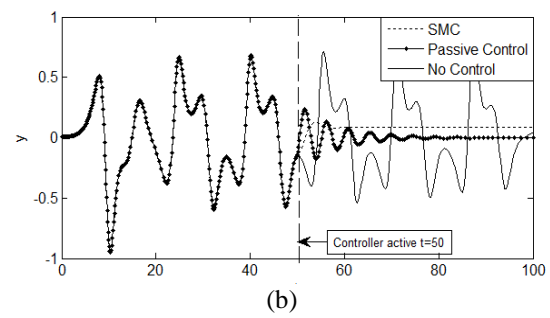 1
0.5
0
-0.5
-1
y
SMC
Passive Control
No Control
Controller active t=50
0
20
40
60
80
100
(b)